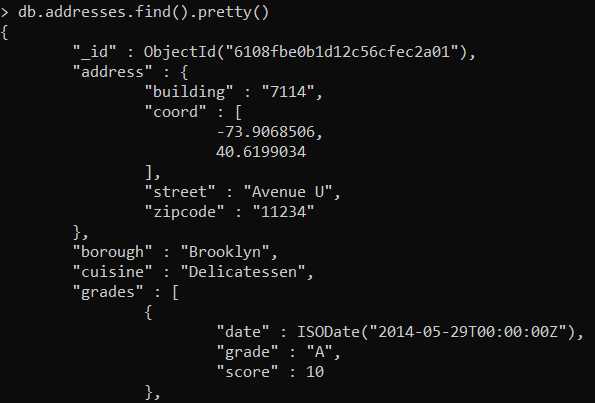 > db.addresses.find().pretty()
{
"_id" : ObjectId("6108fbe0b1d12c56cfec2a01"),
"address" : {
"building" : "7114",
"coord" : [
-73.9068506,
40.6199034
],
"street" : "Avenue U",
"zipcode" : "11234"
},
"borough" : "Brooklyn",
"cuisine" : "Delicatessen",
"grades" : [
{
"date" : ISODate("2014-05-29T00:00:00Z"),
"grade" : "A",
"score" : 10
},